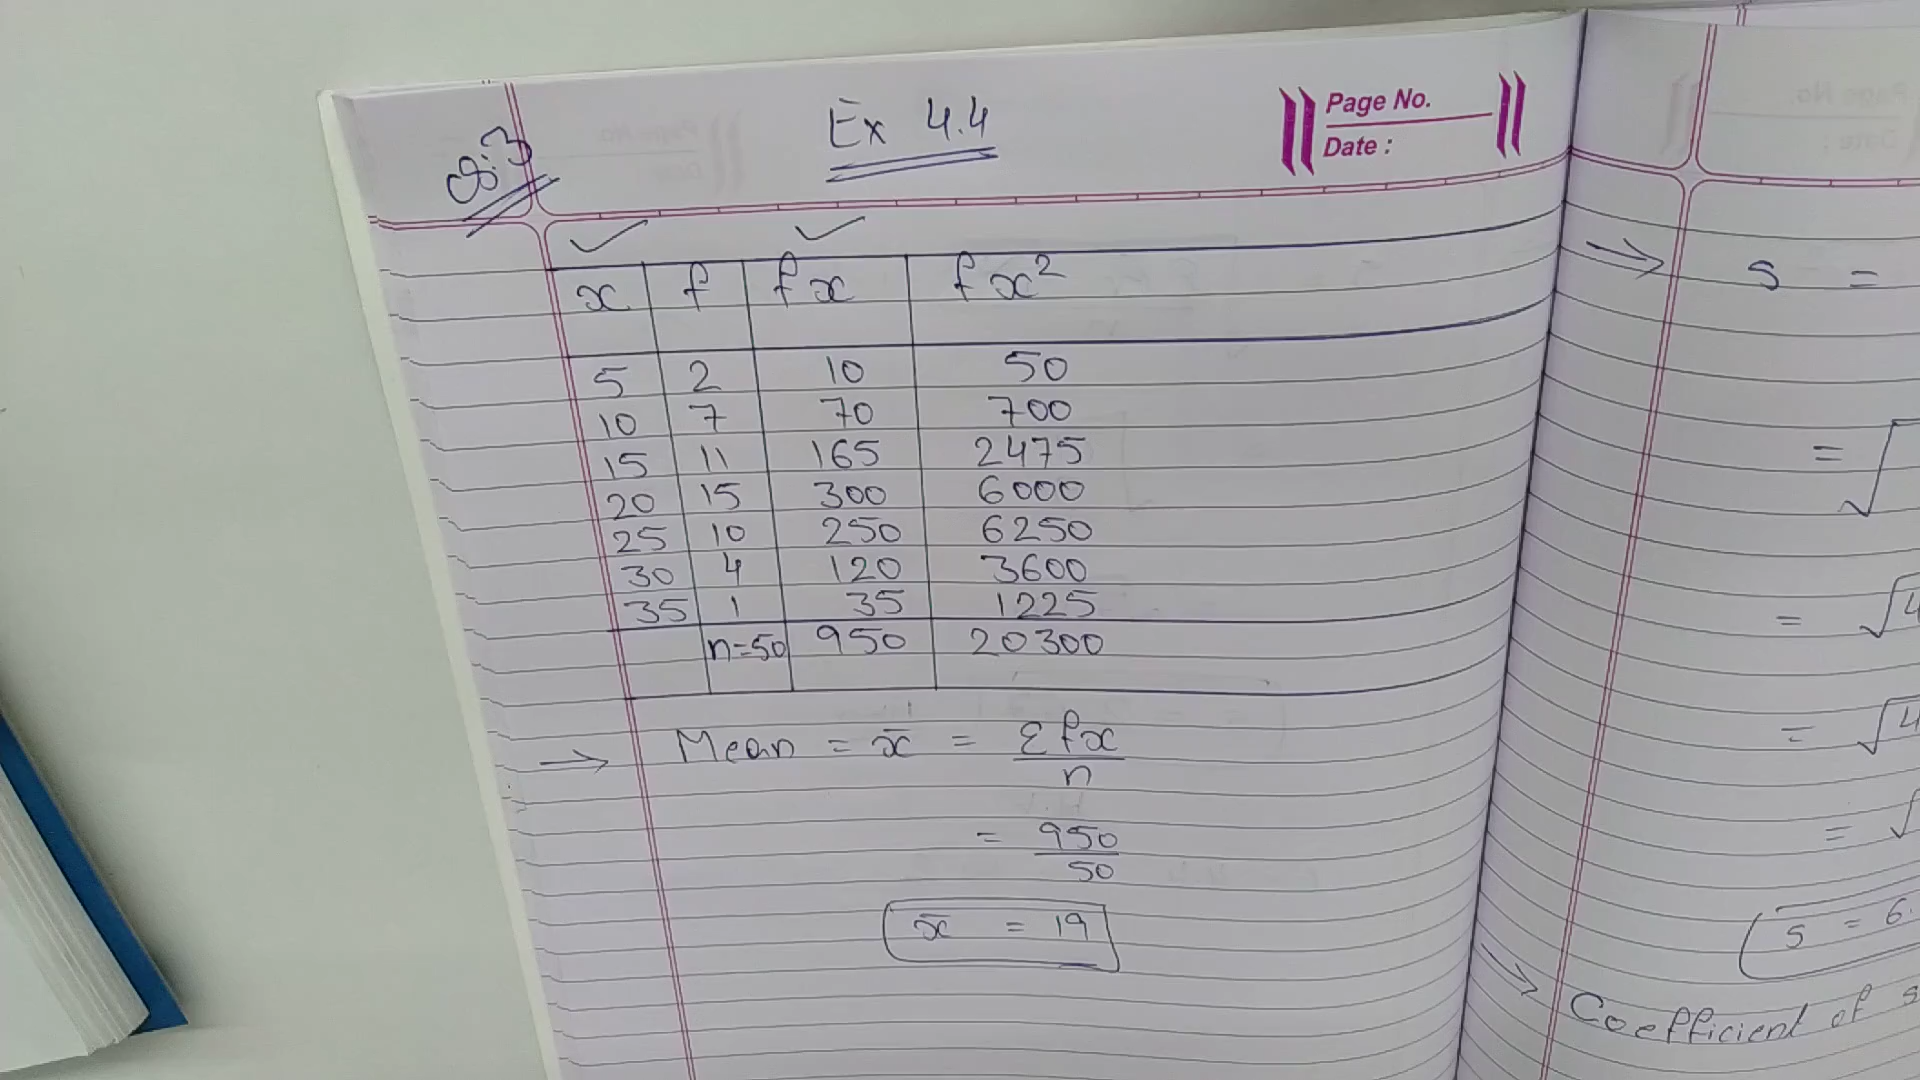 Page No.
Date :
Ex 4.4
Q:3
x f fx fx²
5 2 10 50
10 7 70 700
15 11 165 2475
20 15 300 6000
25 10 250 6250
30 4 120 3600
35 1 35 1225
n=50 950 20300
→ Mean = x̄ = Σfx
n
= 950
50
x̄ = 19
→ s =
= √
= √4
= √4
= √
s = 6.
→ Coefficient of